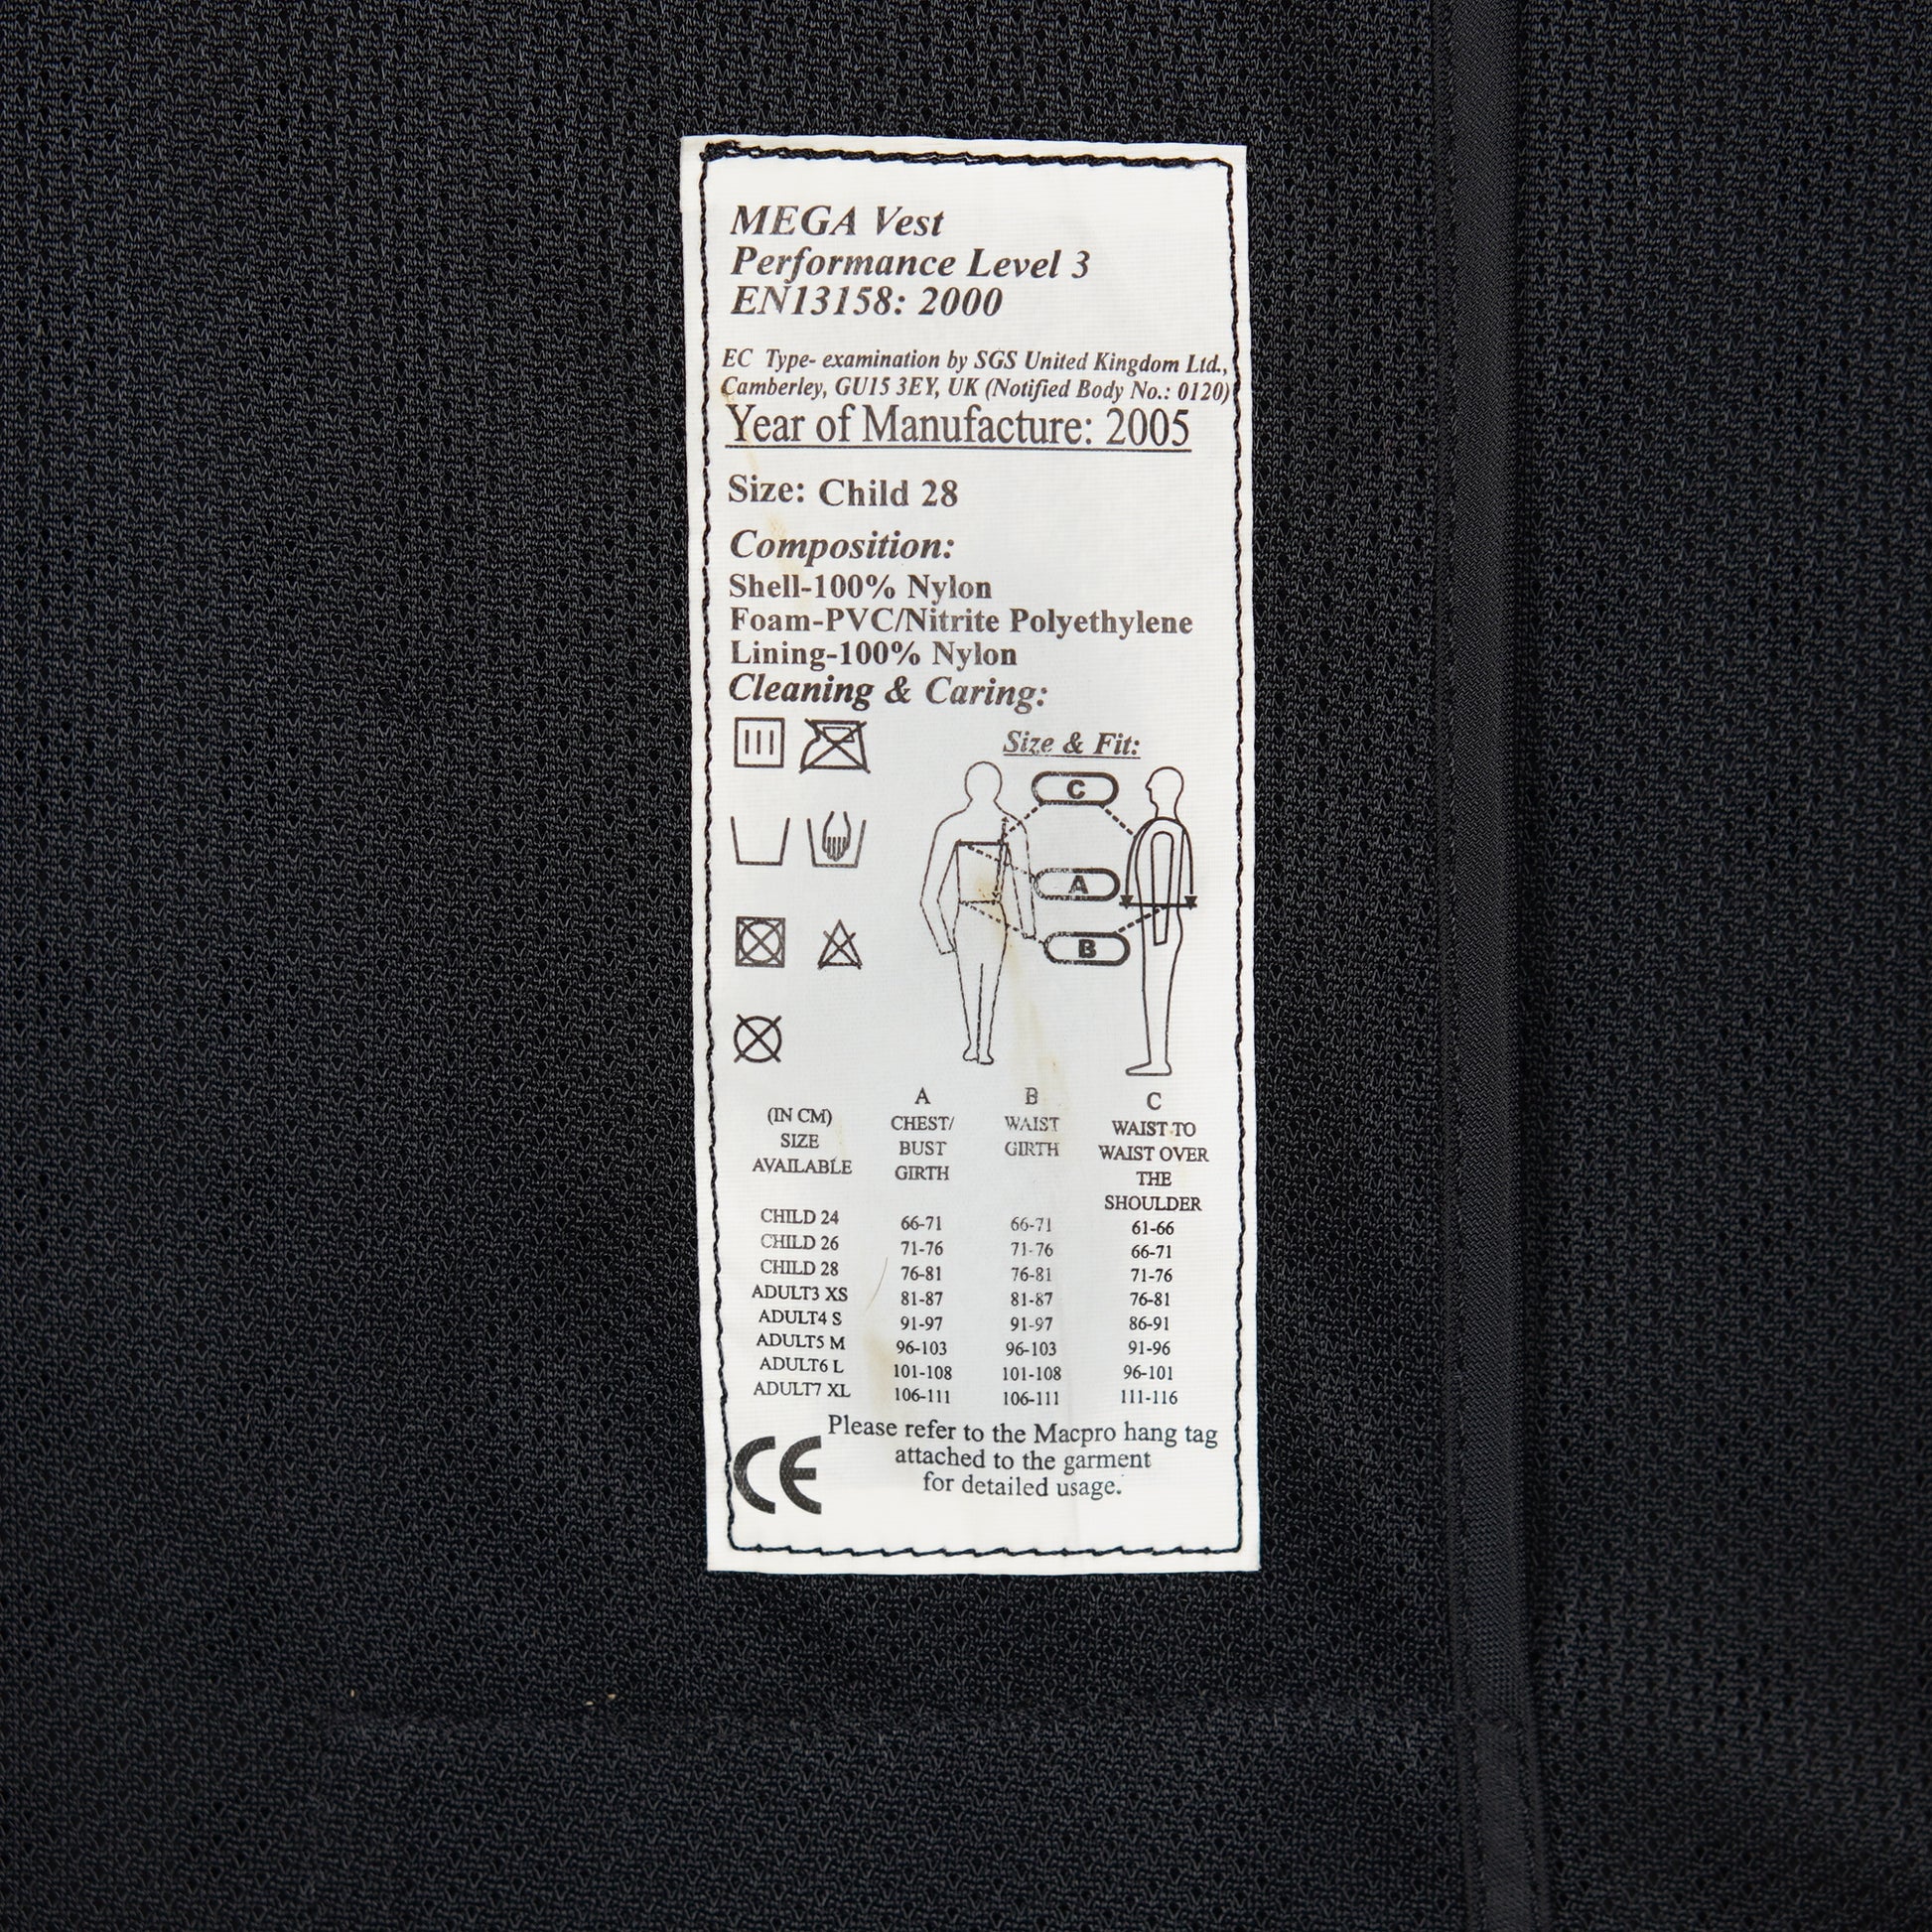 MEGA Vest
Performance Level 3
EN13158: 2000
EC Type- examination by SGS United Kingdom Ltd.,
Camberley, GU15 3EY, UK (Notified Body No.: 0120)
Year of Manufacture: 2005
Size: Child 28
Composition:
Shell-100% Nylon
Foam-PVC/Nitrite Polyethylene
Lining-100% Nylon
Cleaning & Caring:
Size & Fit:
C
A
B
A B C
(IN CM) CHEST/ WAIST WAIST TO
SIZE BUST GIRTH WAIST OVER
AVAILABLE GIRTH THE
SHOULDER
CHILD 24 66-71 66-71 61-66
CHILD 26 71-76 71-76 66-71
CHILD 28 76-81 76-81 71-76
ADULT3 XS 81-87 81-87 76-81
ADULT4 S 91-97 91-97 86-91
ADULT5 M 96-103 96-103 91-96
ADULT6 L 101-108 101-108 96-101
ADULT7 XL 106-111 106-111 111-116
Please refer to the Macpro hang tag
attached to the garment
for detailed usage.
CE